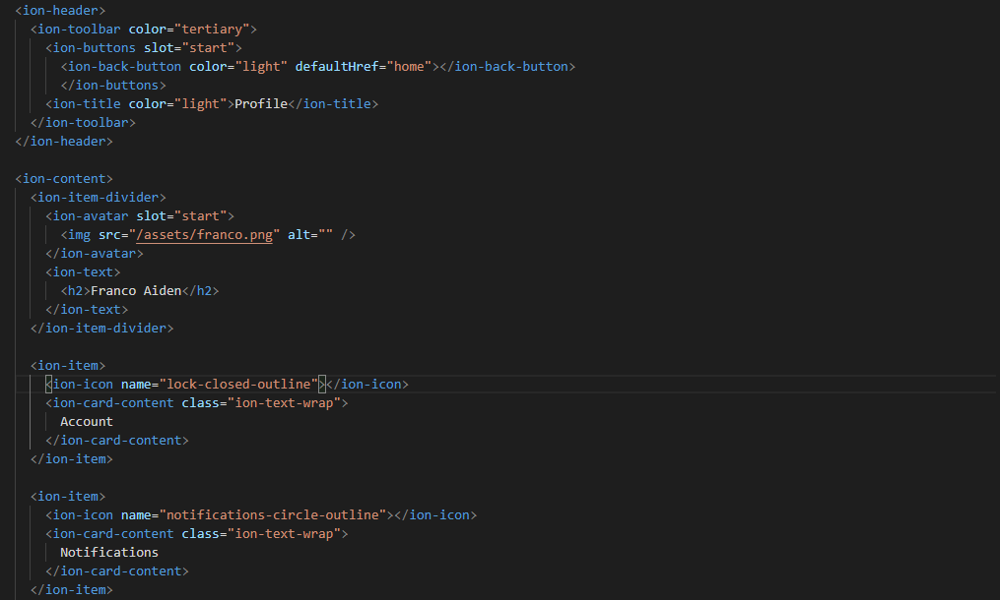 <ion-header>
<ion-toolbar color="tertiary">
<ion-buttons slot="start">
<ion-back-button color="light" defaultHref="home"></ion-back-button>
</ion-buttons>
<ion-title color="light">Profile</ion-title>
</ion-toolbar>
</ion-header>
<ion-content>
<ion-item-divider>
<ion-avatar slot="start">
<img src="/assets/franco.png" alt="" />
</ion-avatar>
<ion-text>
<h2>Franco Aiden</h2>
</ion-text>
</ion-item-divider>
<ion-item>
<ion-icon name="lock-closed-outline"></ion-icon>
<ion-card-content class="ion-text-wrap">
Account
</ion-card-content>
</ion-item>
<ion-item>
<ion-icon name="notifications-circle-outline"></ion-icon>
<ion-card-content class="ion-text-wrap">
Notifications
</ion-card-content>
</ion-item>